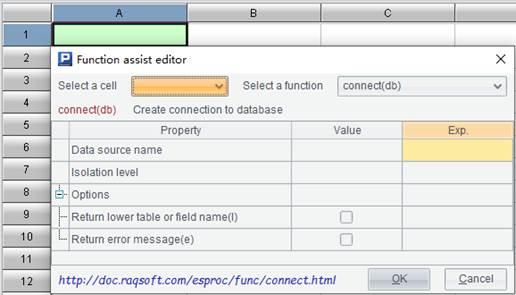 A B C
1
2
P Function assist editor
3
Select a cell Select a function connect(db)
4
connect(db) Create connection to database
5
Property Value Exp.
6
Data source name
7
Isolation level
8
Options
9
Return lower table or field name(l)
10
Return error message(e)
11
12
http://doc.raqsoft.com/esproc/func/connect.html OK Cancel